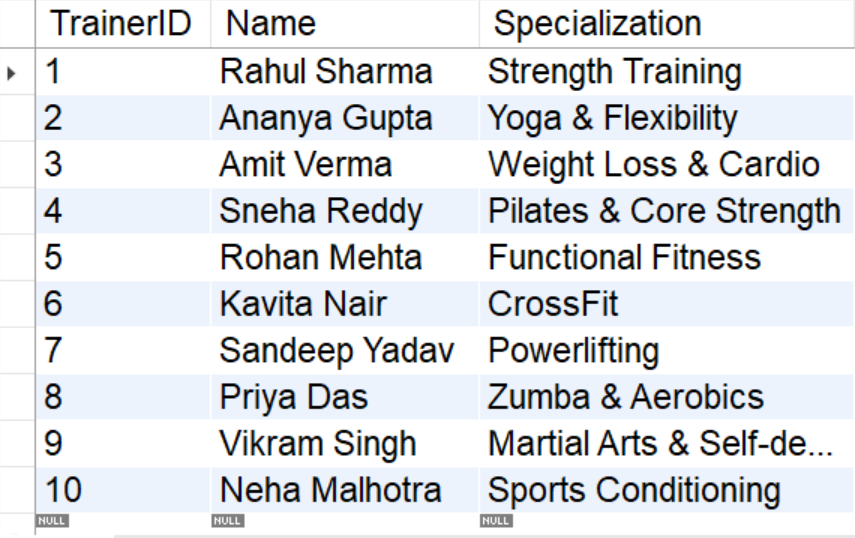 TrainerID Name Specialization
1 Rahul Sharma Strength Training
2 Ananya Gupta Yoga & Flexibility
3 Amit Verma Weight Loss & Cardio
4 Sneha Reddy Pilates & Core Strength
5 Rohan Mehta Functional Fitness
6 Kavita Nair CrossFit
7 Sandeep Yadav Powerlifting
8 Priya Das Zumba & Aerobics
9 Vikram Singh Martial Arts & Self-de...
10 Neha Malhotra Sports Conditioning
NULL NULL NULL